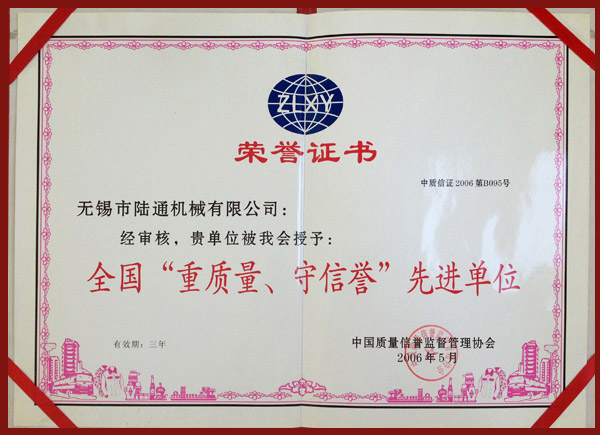 ZLXY
荣誉证书
中质信证2006第B095号
无锡市陆通机械有限公司：
经审核，贵单位被我会授予：
全国“重质量、守信誉”先进单位
有效期：三年
中国质量信誉监督管理协会
2006年5月